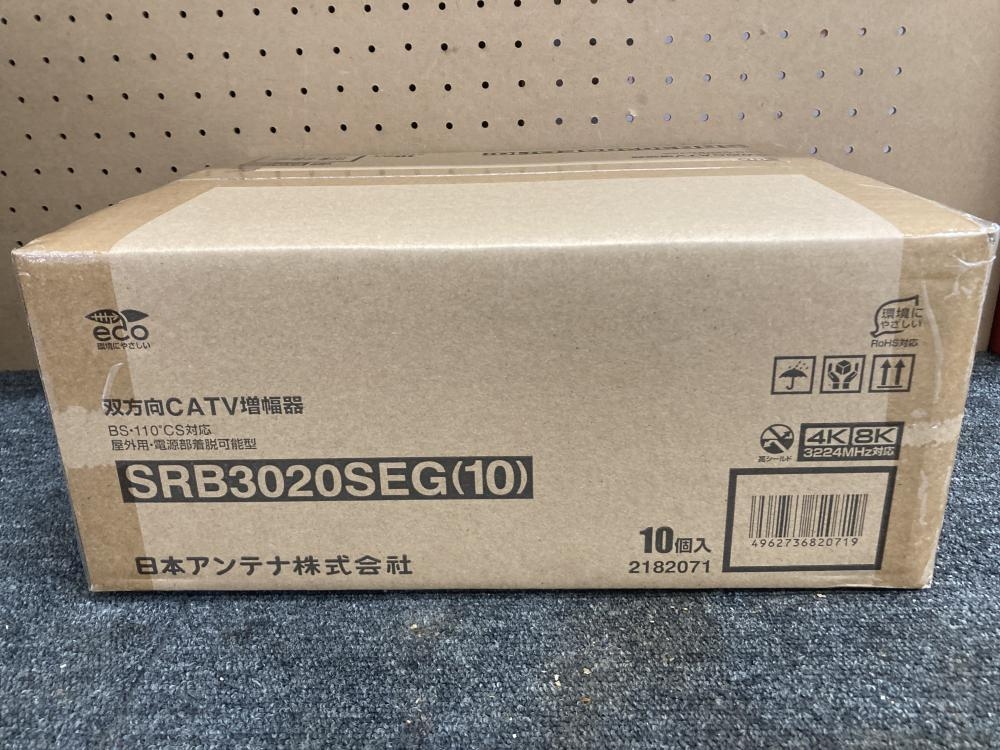 eco
環境にやさしい
環境に
やさしい
RoHS対応
双方向CATV増幅器
BS・110°CS対応
屋外用・電源部着脱可能型
SRB3020SEG(10)
高シールド
4K 8K
3224MHz対応
4962736820719
日本アンテナ株式会社
10個入
2182071